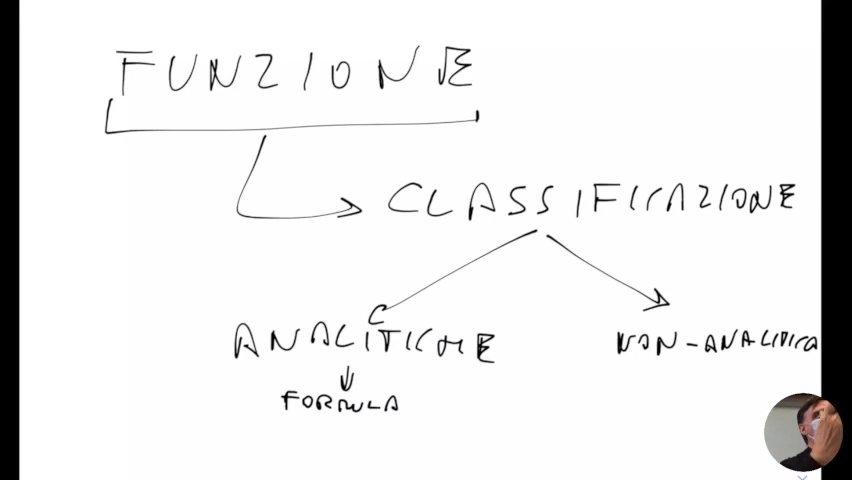 FUNZIONE
CLASSIFICAZIONE
ANALITICHE
NON-ANALITICA
FORMULA